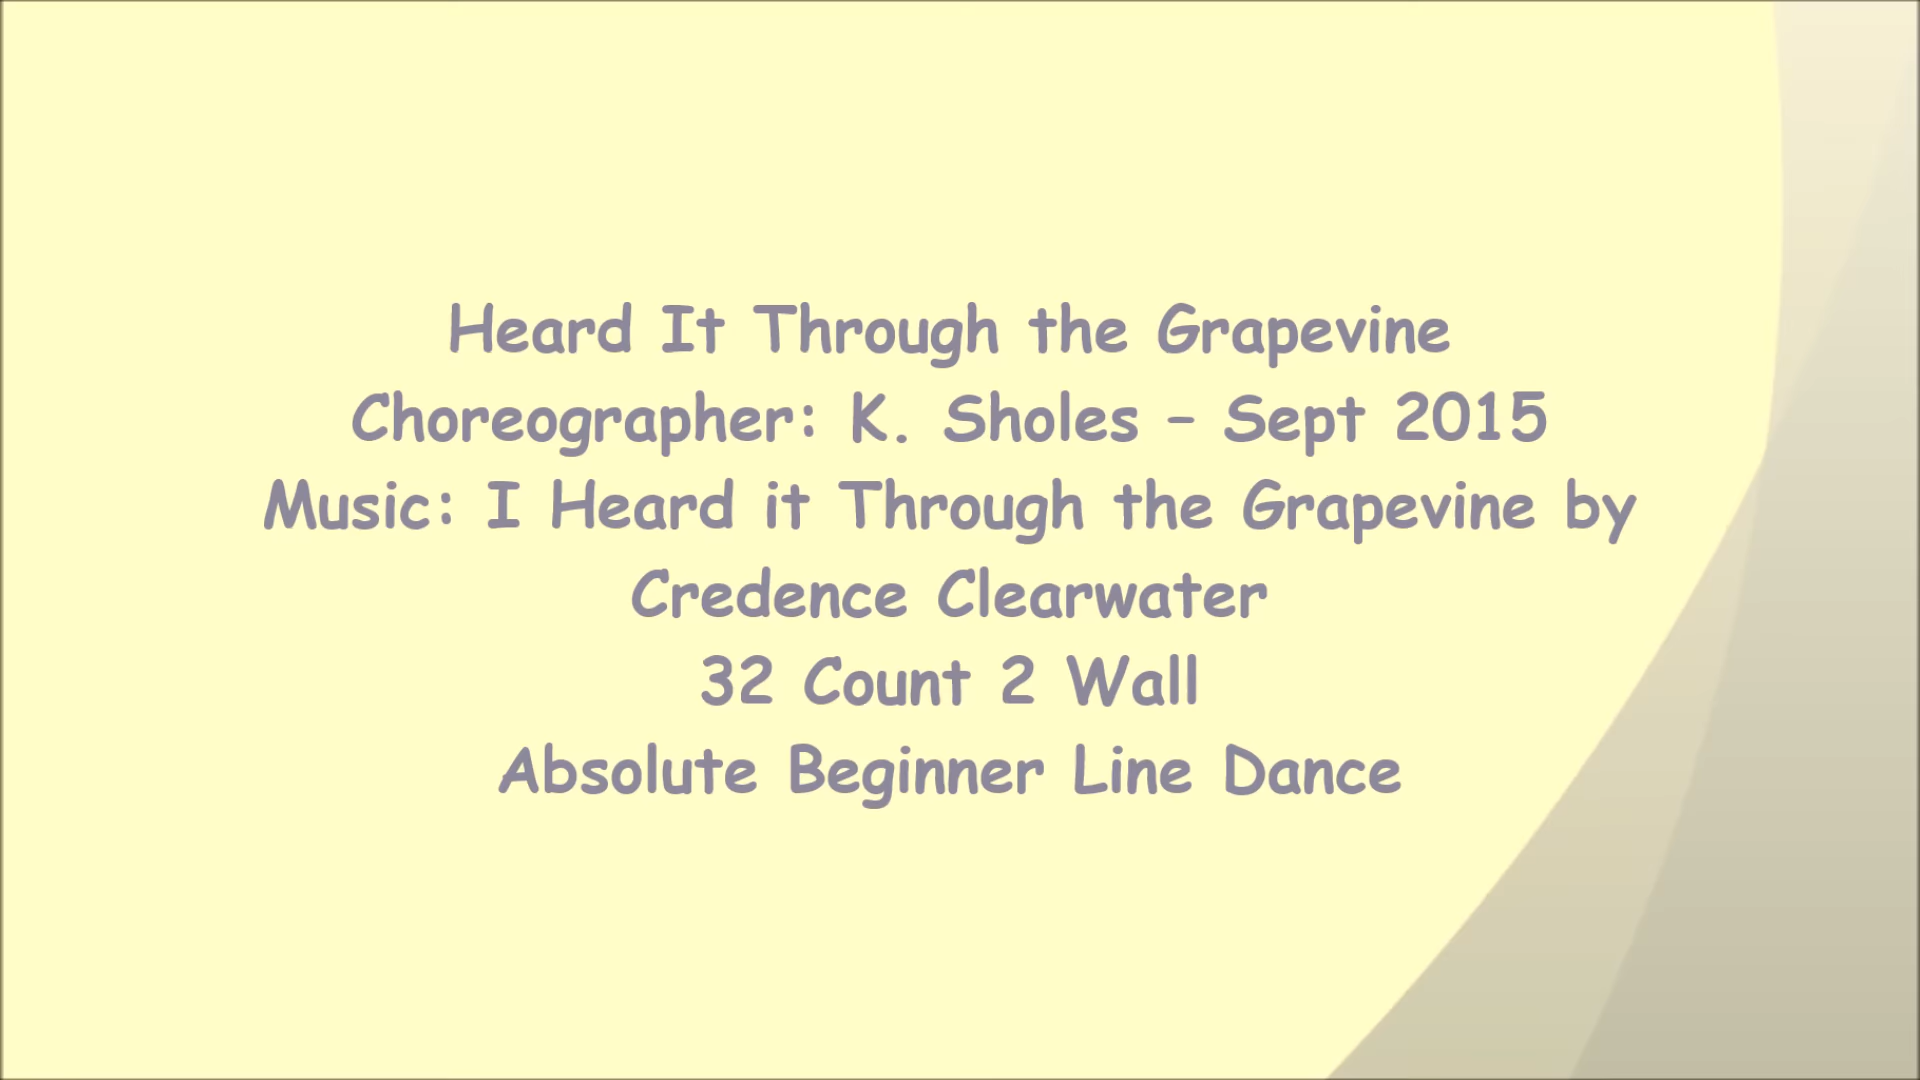 Heard It Through the Grapevine
Choreographer: K. Sholes – Sept 2015
Music: I Heard it Through the Grapevine by
Credence Clearwater
32 Count 2 Wall
Absolute Beginner Line Dance